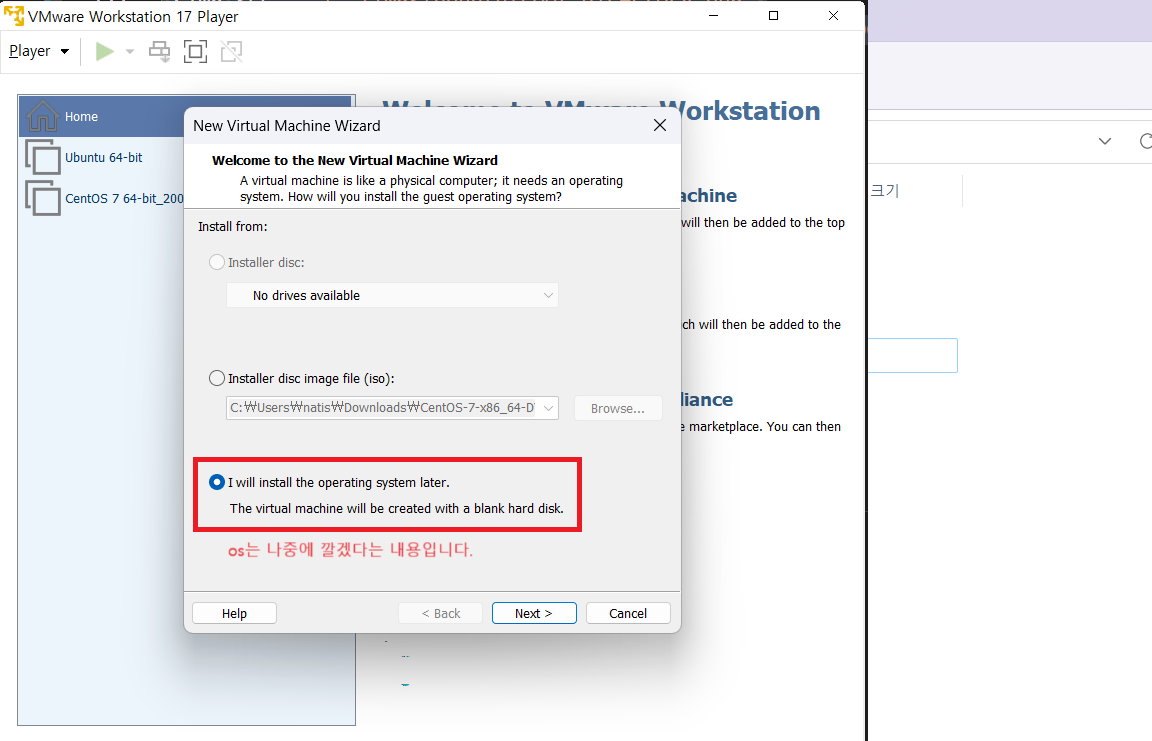 VMware Workstation 17 Player
Player
Home
Ubuntu 64-bit
CentOS 7 64-bit_200
Welcome to VMware Workstation
achine
will then be added to the top
ch will then be added to the
liance
e marketplace. You can then
New Virtual Machine Wizard
Welcome to the New Virtual Machine Wizard
A virtual machine is like a physical computer; it needs an operating
system. How will you install the guest operating system?
Install from:
Installer disc:
No drives available
Installer disc image file (iso):
C:₩Users₩natis₩Downloads₩CentOS-7-x86_64-D
Browse...
I will install the operating system later.
The virtual machine will be created with a blank hard disk.
os는 나중에 깔겠다는 내용입니다.
Help
< Back
Next >
Cancel
크기